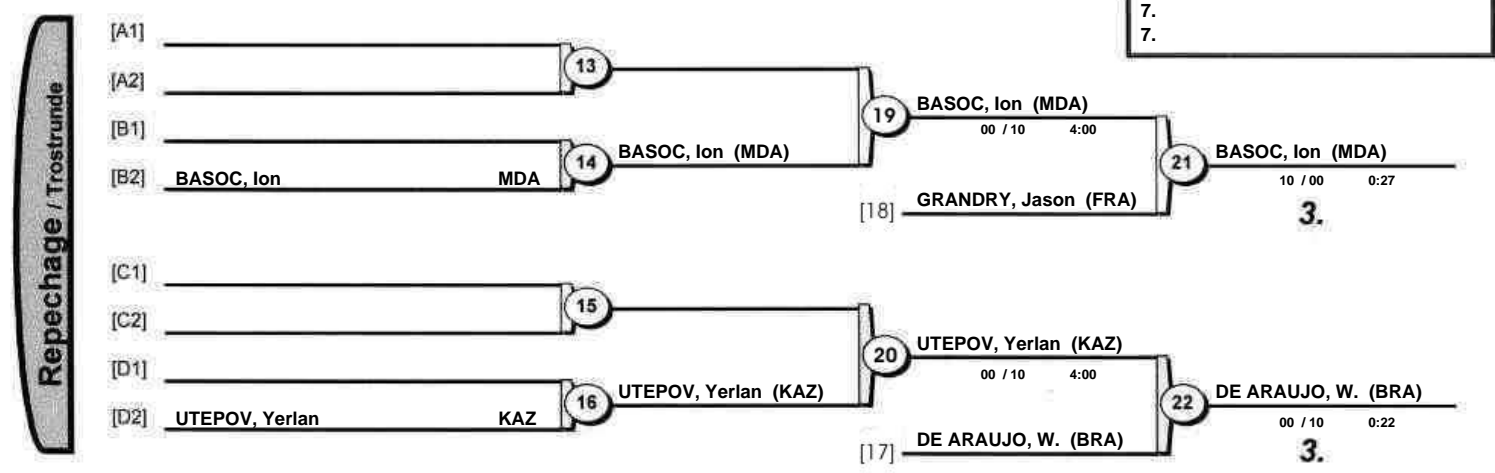 7.
7.
Repechage / Trostrunde
[A1]
13
[A2]
19 BASOC, Ion (MDA)
00 / 10 4:00
[B1]
14 BASOC, Ion (MDA)
21 BASOC, Ion (MDA)
10 / 00 0:27
3.
[B2] BASOC, Ion MDA
[18] GRANDRY, Jason (FRA)
[C1]
15
[C2]
20 UTEPOV, Yerlan (KAZ)
00 / 10 4:00
[D1]
16 UTEPOV, Yerlan (KAZ)
22 DE ARAUJO, W. (BRA)
00 / 10 0:22
3.
[D2] UTEPOV, Yerlan KAZ
[17] DE ARAUJO, W. (BRA)